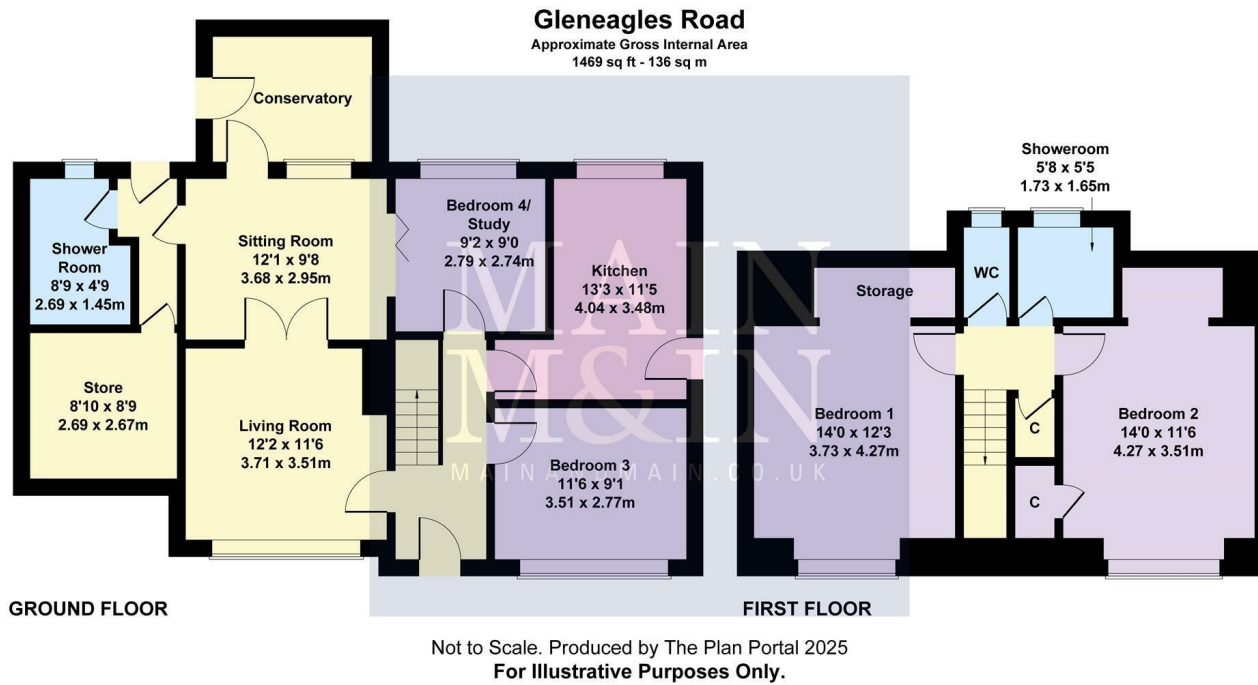 Gleneagles Road
Approximate Gross Internal Area
1469 sq ft - 136 sq m
Conservatory
Shower
Room
8'9 x 4'9
2.69 x 1.45m
Sitting Room
12'1 x 9'8
3.68 x 2.95m
Bedroom 4/
Study
9'2 x 9'0
2.79 x 2.74m
Kitchen
13'3 x 11'5
4.04 x 3.48m
Store
8'10 x 8'9
2.69 x 2.67m
Living Room
12'2 x 11'6
3.71 x 3.51m
Bedroom 3
11'6 x 9'1
3.51 x 2.77m
MAIN
M&IN
MAINANDMAIN.CO.UK
Showeroom
5'8 x 5'5
1.73 x 1.65m
Storage
WC
Bedroom 1
14'0 x 12'3
3.73 x 4.27m
C
C
Bedroom 2
14'0 x 11'6
4.27 x 3.51m
GROUND FLOOR
FIRST FLOOR
Not to Scale. Produced by The Plan Portal 2025
For Illustrative Purposes Only.